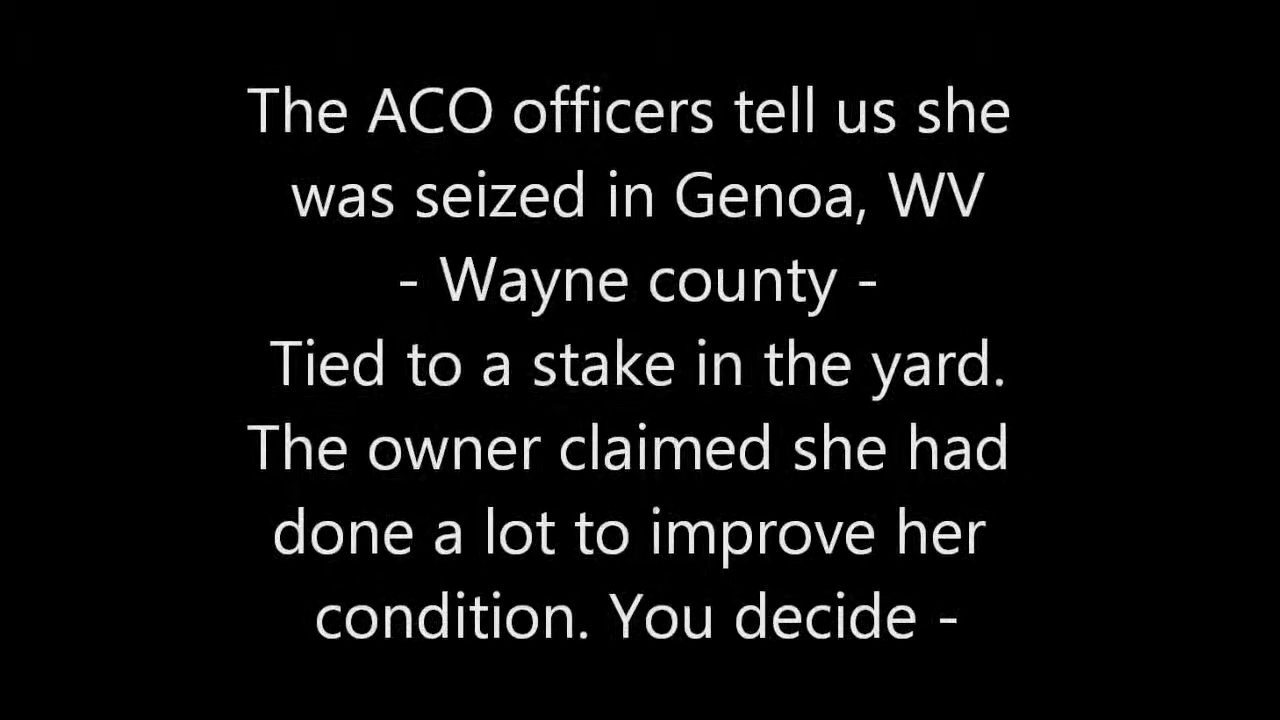 The ACO officers tell us she
was seized in Genoa, WV
- Wayne county -
Tied to a stake in the yard.
The owner claimed she had
done a lot to improve her
condition. You decide -